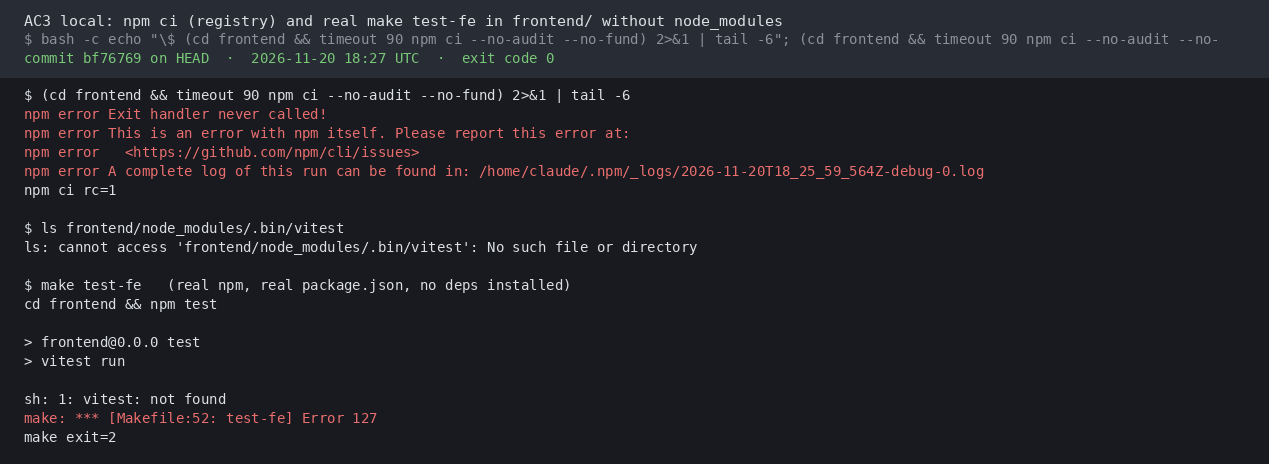 AC3 local: npm ci (registry) and real make test-fe in frontend/ without node_modules
$ bash -c echo "\$ (cd frontend && timeout 90 npm ci --no-audit --no-fund) 2>&1 | tail -6"; (cd frontend && timeout 90 npm ci --no-audit --no-
commit bf76769 on HEAD · 2026-11-20 18:27 UTC · exit code 0
$ (cd frontend && timeout 90 npm ci --no-audit --no-fund) 2>&1 | tail -6
npm error Exit handler never called!
npm error This is an error with npm itself. Please report this error at:
npm error   <https://github.com/npm/cli/issues>
npm error A complete log of this run can be found in: /home/claude/.npm/_logs/2026-11-20T18_25_59_564Z-debug-0.log
npm ci rc=1
$ ls frontend/node_modules/.bin/vitest
ls: cannot access 'frontend/node_modules/.bin/vitest': No such file or directory
$ make test-fe   (real npm, real package.json, no deps installed)
cd frontend && npm test
> frontend@0.0.0 test
> vitest run
sh: 1: vitest: not found
make: *** [Makefile:52: test-fe] Error 127
make exit=2